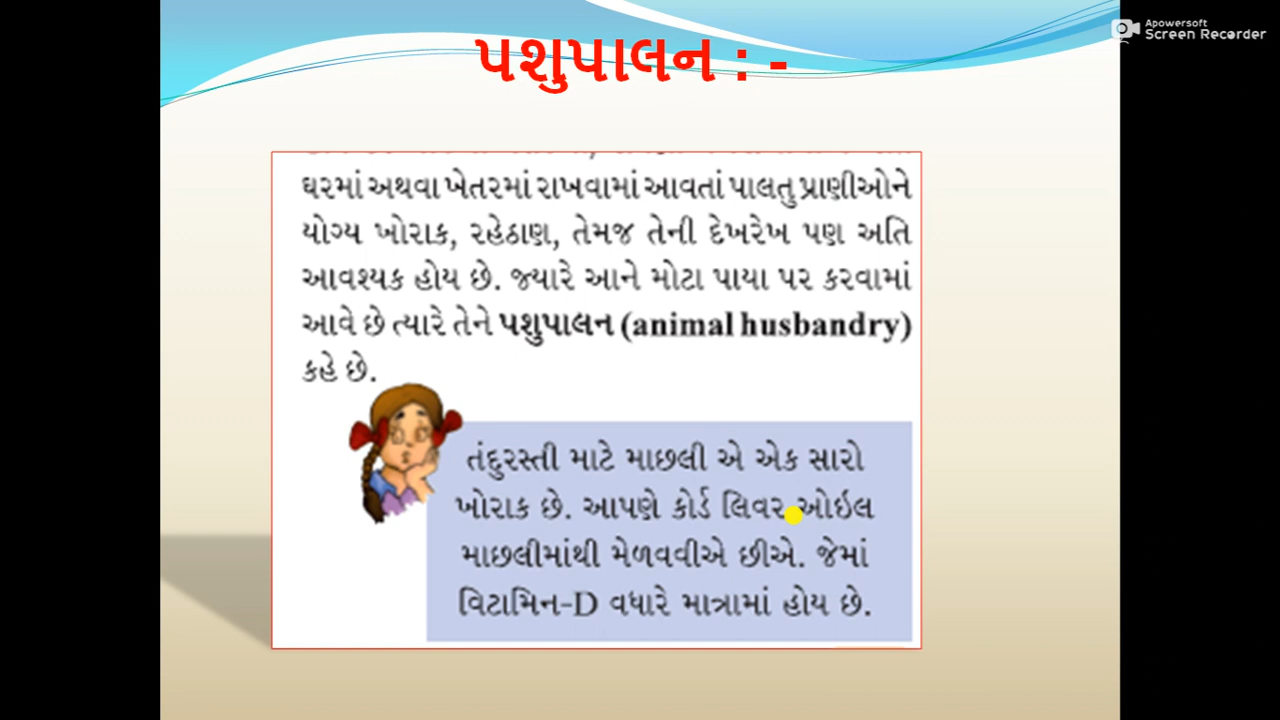 Apowersoft
Screen Recorder
પશુપાલન : -
ઘરમાં અથવા ખેતરમાં રાખવામાં આવતાં પાલતુ પ્રાણીઓને
યોગ્ય ખોરાક, રહેઠાણ, તેમજ તેની દેખરેખ પણ અતિ
આવશ્યક હોય છે. જ્યારે આને મોટા પાયા પર કરવામાં
આવે છે ત્યારે તેને પશુપાલન (animal husbandry)
કહે છે.
તંદુરસ્તી માટે માછલી એ એક સારો
ખોરાક છે. આપણે કોર્ડ લિવર ઓઇલ
માછલીમાંથી મેળવવીએ છીએ. જેમાં
વિટામિન-D વધારે માત્રામાં હોય છે.